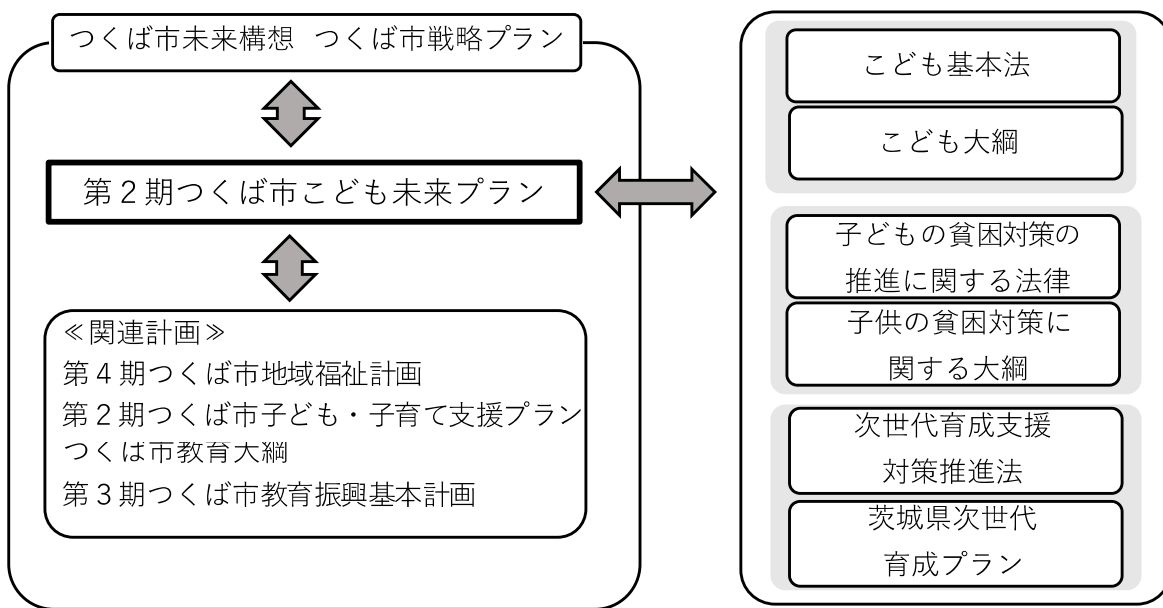 つくば市未来構想 つくば市戦略プラン
第2期つくば市こども未来プラン
≪関連計画≫
第4期つくば市地域福祉計画
第2期つくば市子ども・子育て支援プラン
つくば市教育大綱
第3期つくば市教育振興基本計画
こども基本法
こども大綱
子どもの貧困対策の
推進に関する法律
子供の貧困対策に
関する大綱
次世代育成支援
対策推進法
茨城県次世代
育成プラン